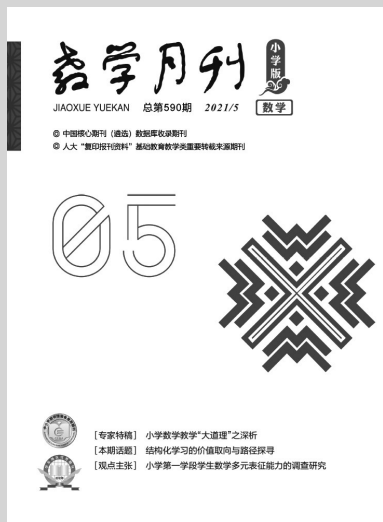 教学月刊
小学版
数学
JIAOXUE YUEKAN 总第590期 2021/5
◎ 中国核心期刊（遴选）数据库收录期刊
◎ 人大“复印报刊资料”基础教育教学类重要转载来源期刊
05
［专家特稿］ 小学数学教学“大道理”之深析
［本期话题］ 结构化学习的价值取向与路径探寻
［观点主张］ 小学第一学段学生数学多元表征能力的调查研究